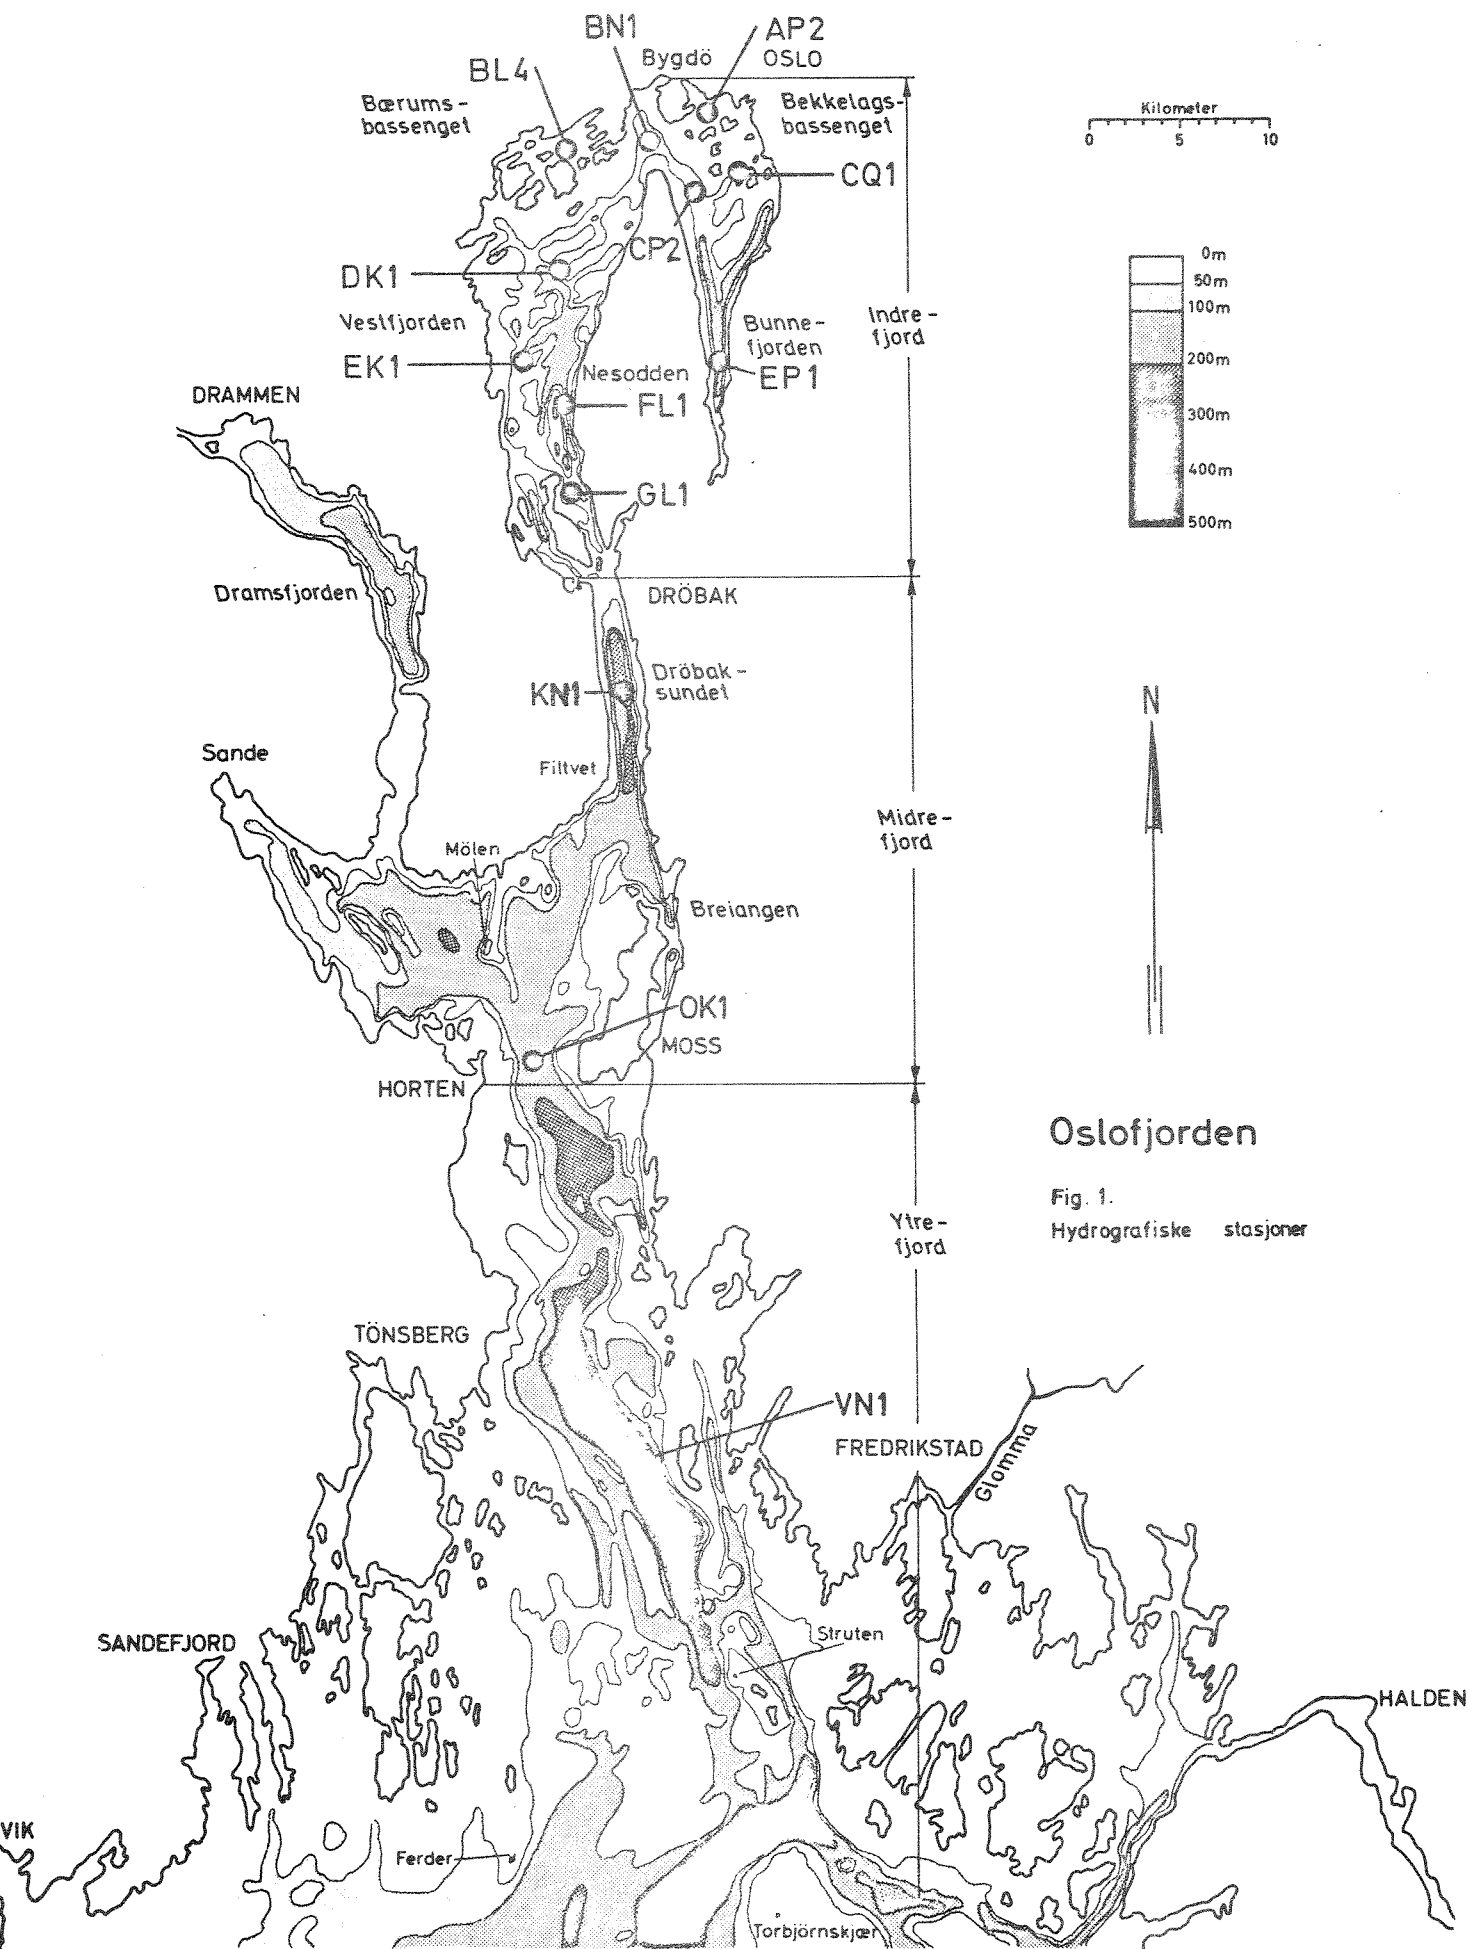 BN1
AP2
Bygdö
OSLO
BL4
Bærums-
bassenget
Bekkelags-
bassenget
Kilometer
0 5 10
CQ1
CP2
DK1
0m
50m
100m
200m
300m
400m
500m
Vestfjorden
Indre-
fjord
Bunne-
fjorden
EK1
EP1
Nesodden
FL1
DRAMMEN
GL1
Dramsfjorden
DRÖBAK
Dröbak-
sundet
KN1
N
Sande
Filtvet
Midre-
fjord
Mölen
Breiangen
OK1
MOSS
HORTEN
Oslofjorden
Fig. 1.
Hydrografiske stasjoner
Ytre-
fjord
TÖNSBERG
VN1
FREDRIKSTAD
Glomma
Struten
SANDEFJORD
HALDEN
VIK
Ferder
Torbjörnskjær